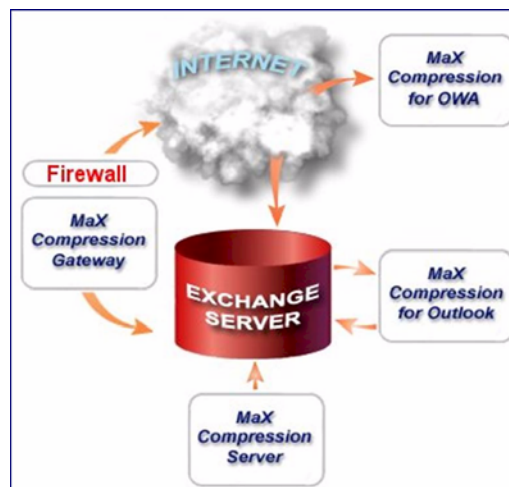 INTERNET
MaX
Compression
for OWA
Firewall
MaX
Compression
Gateway
EXCHANGE
SERVER
MaX
Compression
for Outlook
MaX
Compression
Server